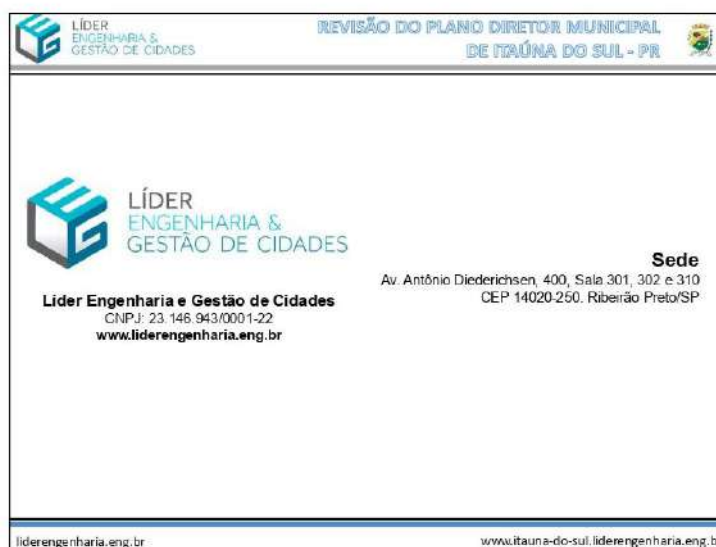 LÍDER
ENGENHARIA &
GESTÃO DE CIDADES
REVISÃO DO PLANO DIRETOR MUNICIPAL
DE ITAÚNA DO SUL - PR
LÍDER
ENGENHARIA &
GESTÃO DE CIDADES
Líder Engenharia e Gestão de Cidades
CNPJ: 23.146.943/0001-22
www.liderengenharia.eng.br
Sede
Av. Antônio Diederichsen, 400, Sala 301, 302 e 310
CEP 14020-250. Ribeirão Preto/SP
liderengenharia.eng.br
www.itauna-do-sul.liderengenharia.eng.b